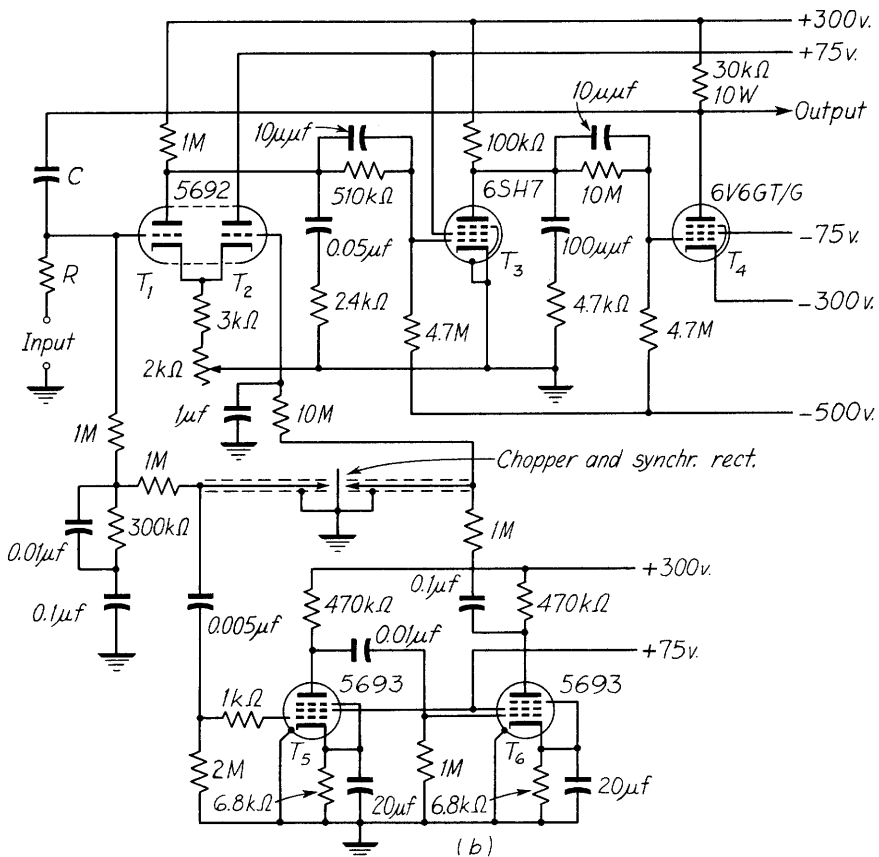 +300v.
+75v.
30kΩ
10W
Output
10μμf
10μμf
1M
100kΩ
C
5692
510kΩ
6SH7
10M
6V6GT/G
0.05μf
100μμf
-75v.
R
T1
T2
T3
T4
-300v.
2.4kΩ
4.7kΩ
3kΩ
4.7M
4.7M
Input
2kΩ
1μf
10M
-500v.
1M
1M
Chopper and synchr. rect.
300kΩ
1M
0.01μf
+300v.
0.1μf
470kΩ
0.1μf
470kΩ
0.005μf
0.01μf
+75v.
5693
5693
1kΩ
T5
T6
2M
1M
6.8kΩ
20μf
6.8kΩ
20μf
(b)